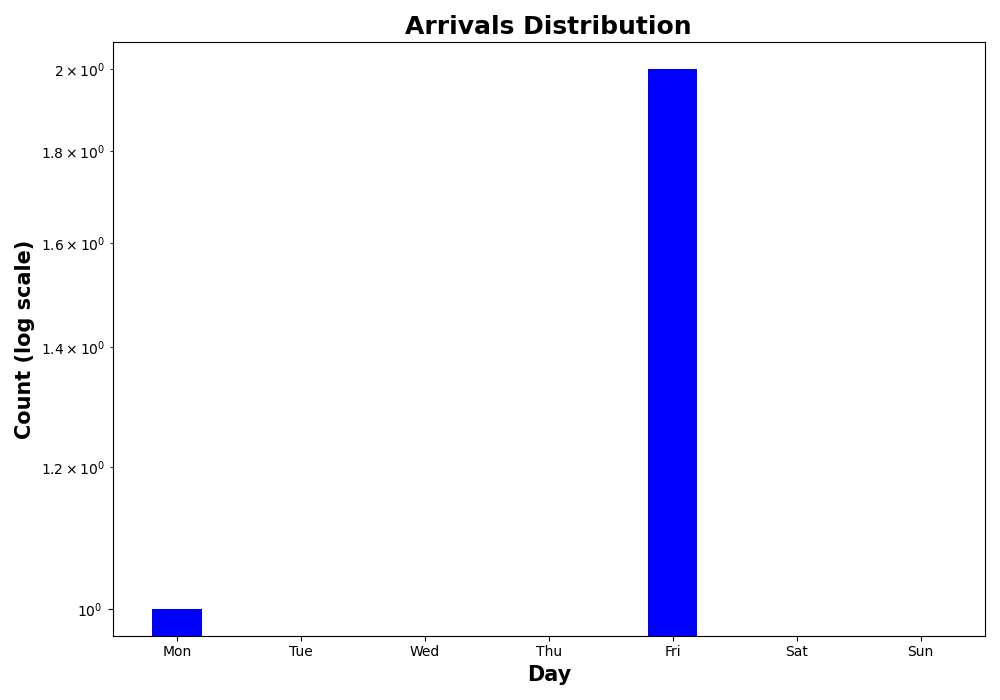 Arrivals Distribution
Count (log scale)
2 × 10⁰
1.8 × 10⁰
1.6 × 10⁰
1.4 × 10⁰
1.2 × 10⁰
10⁰
Mon Tue Wed Thu Fri Sat Sun
Day